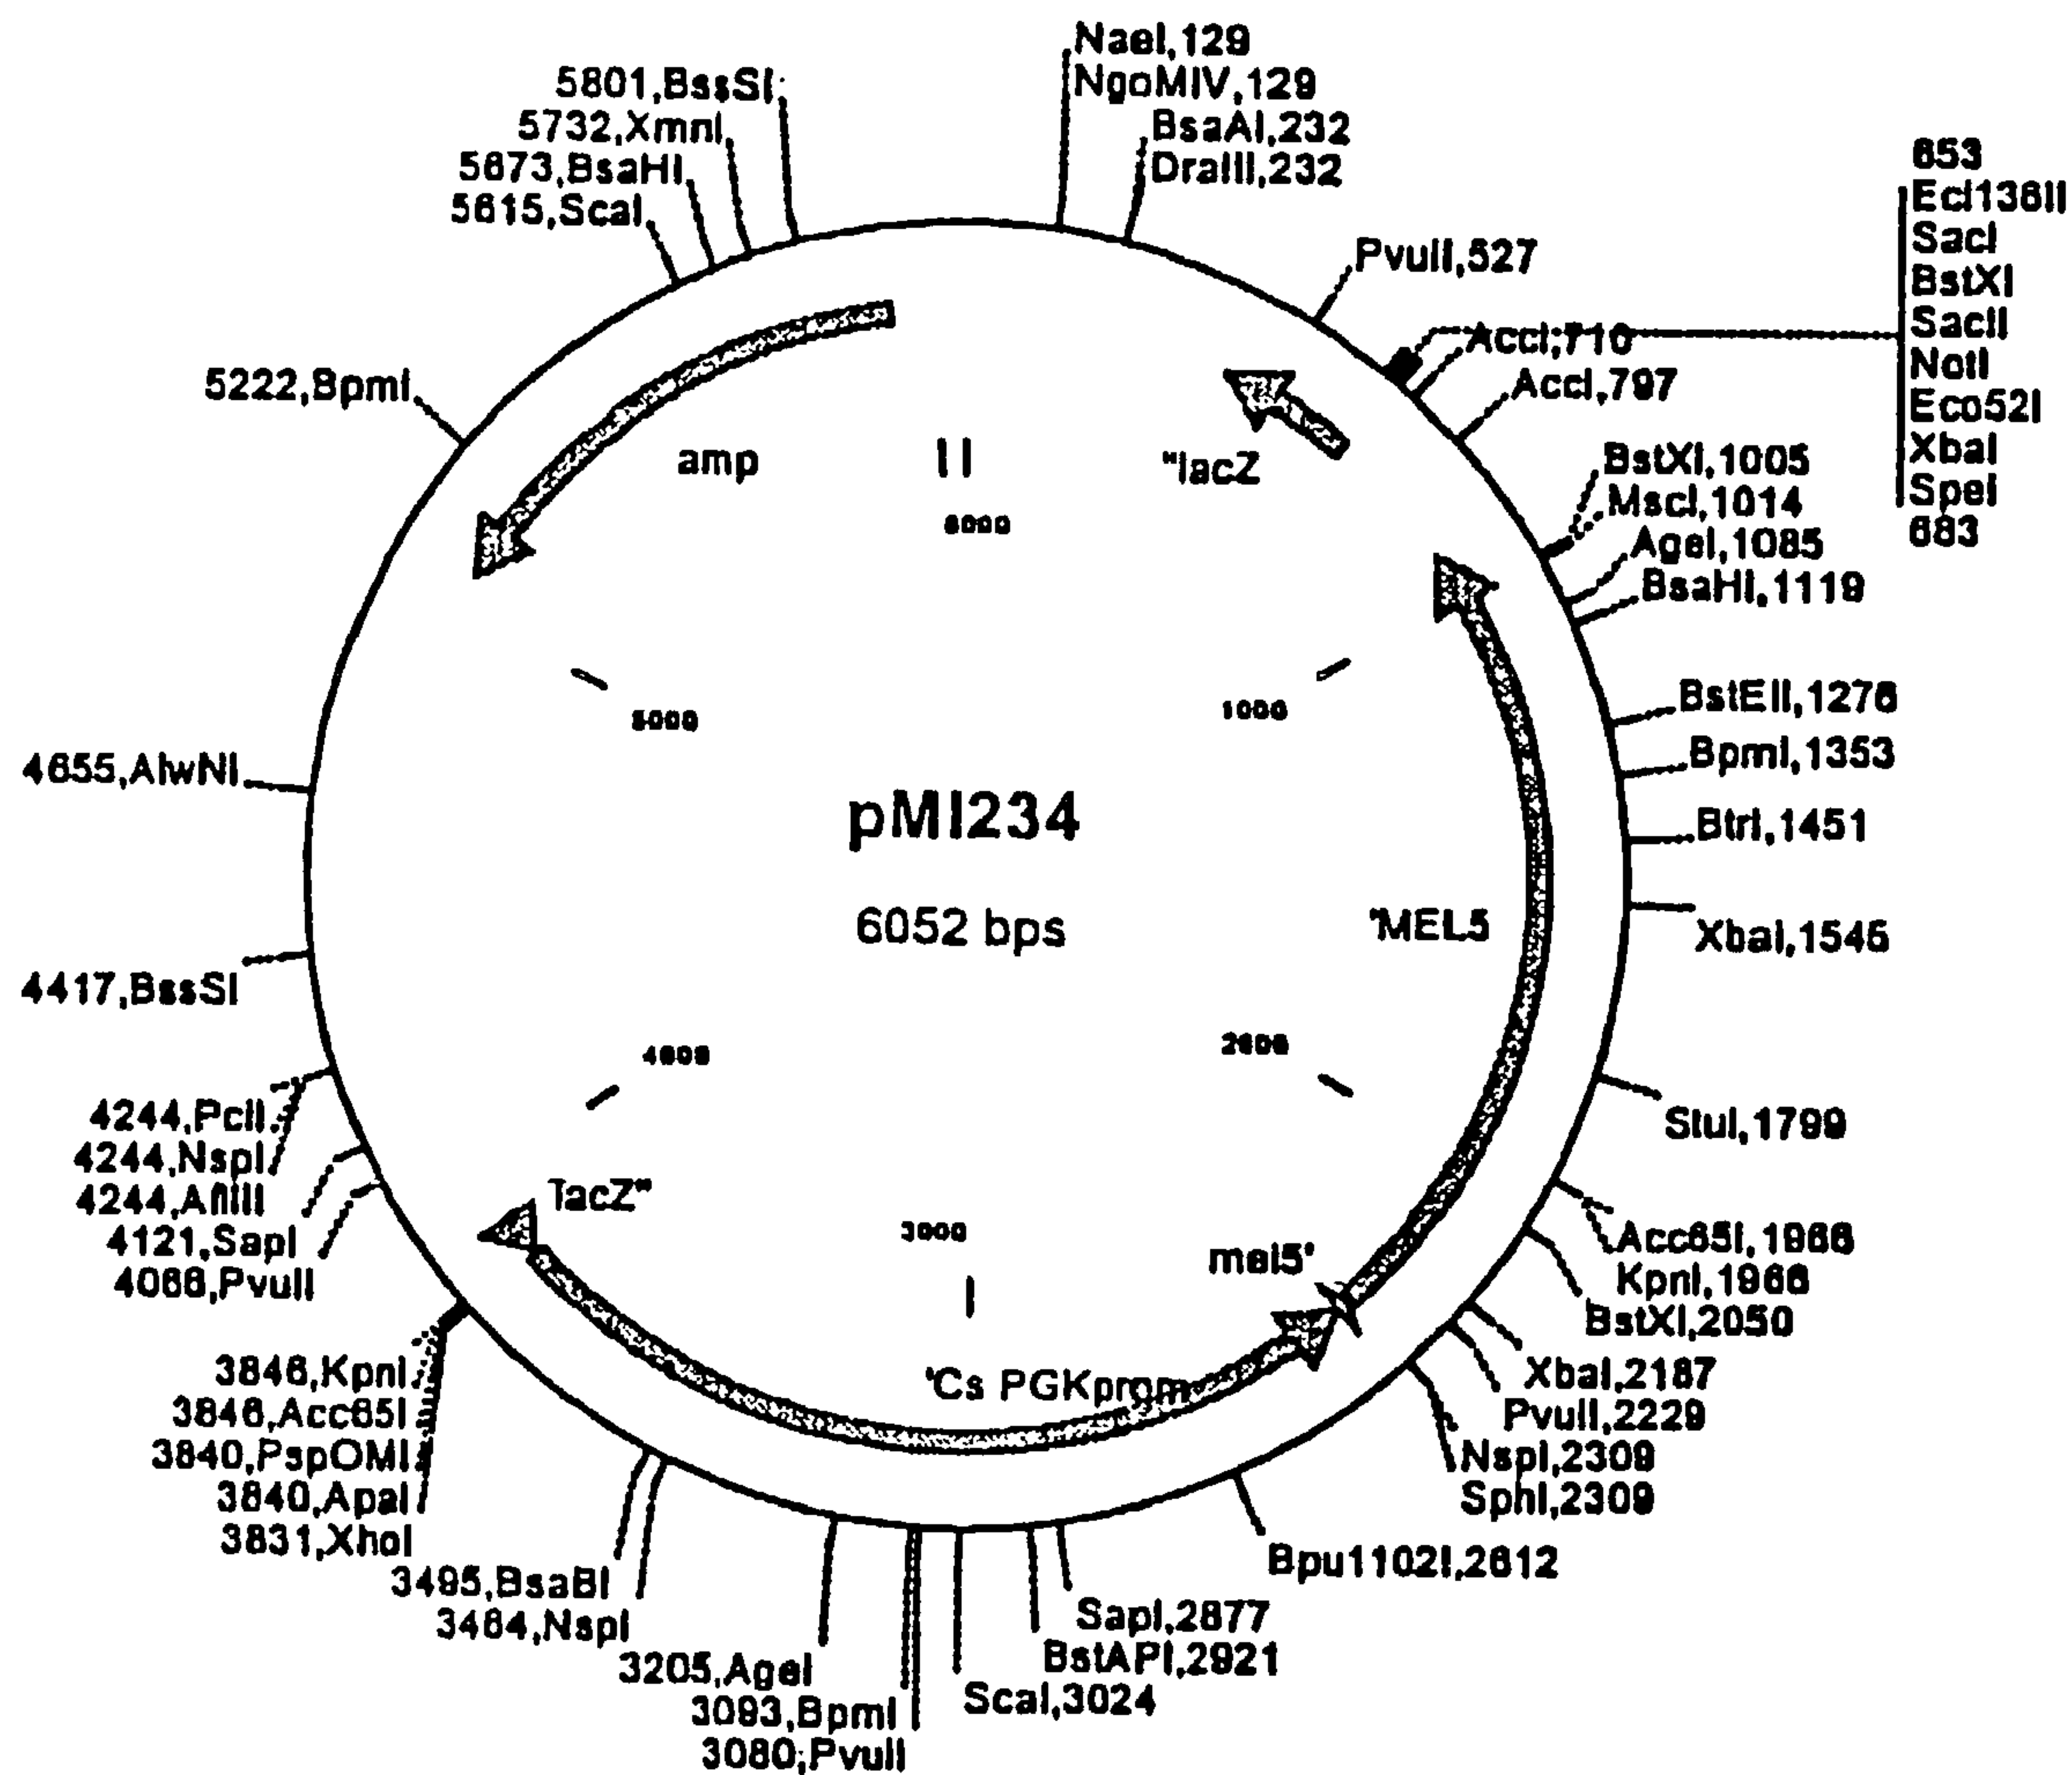 NaeI,129
NgoMIV,129
BsaAI,232
DraIII,232
5801,BssSI
5732,XmnI
5673,BsaHI
5615,ScaI
5222,BpmI
4655,AlwNI
4417,BssSI
4244,PciI
4244,NspI
4244,AflIII
4121,SapI
4066,PvuII
3846,KpnI
3846,Acc65I
3840,PspOMI
3840,ApaI
3831,XhoI
3495,BsaBI
3464,NspI
3205,AgeI
3093,BpmI
3080,PvuII
PvuII,527
653
Ecl136II
SacI
BstXI
SacII
NotI
Eco52I
XbaI
SpeI
683
AccI,710
AccI,797
BstXI,1005
MscI,1014
AgeI,1085
BsaHI,1119
BstEII,1276
BpmI,1353
BtrI,1451
XbaI,1545
StuI,1799
Acc65I,1966
KpnI,1966
BstXI,2050
XbaI,2187
PvuII,2229
NspI,2309
SphI,2309
Bpu1102I,2612
SapI,2877
BstAPI,2921
ScaI,3024
amp
"lacZ
6000
5000
1000
pMI234
6052 bps
'MEL5
4000
2000
lacZ"
3000
mel5'
'Cs PGKprom